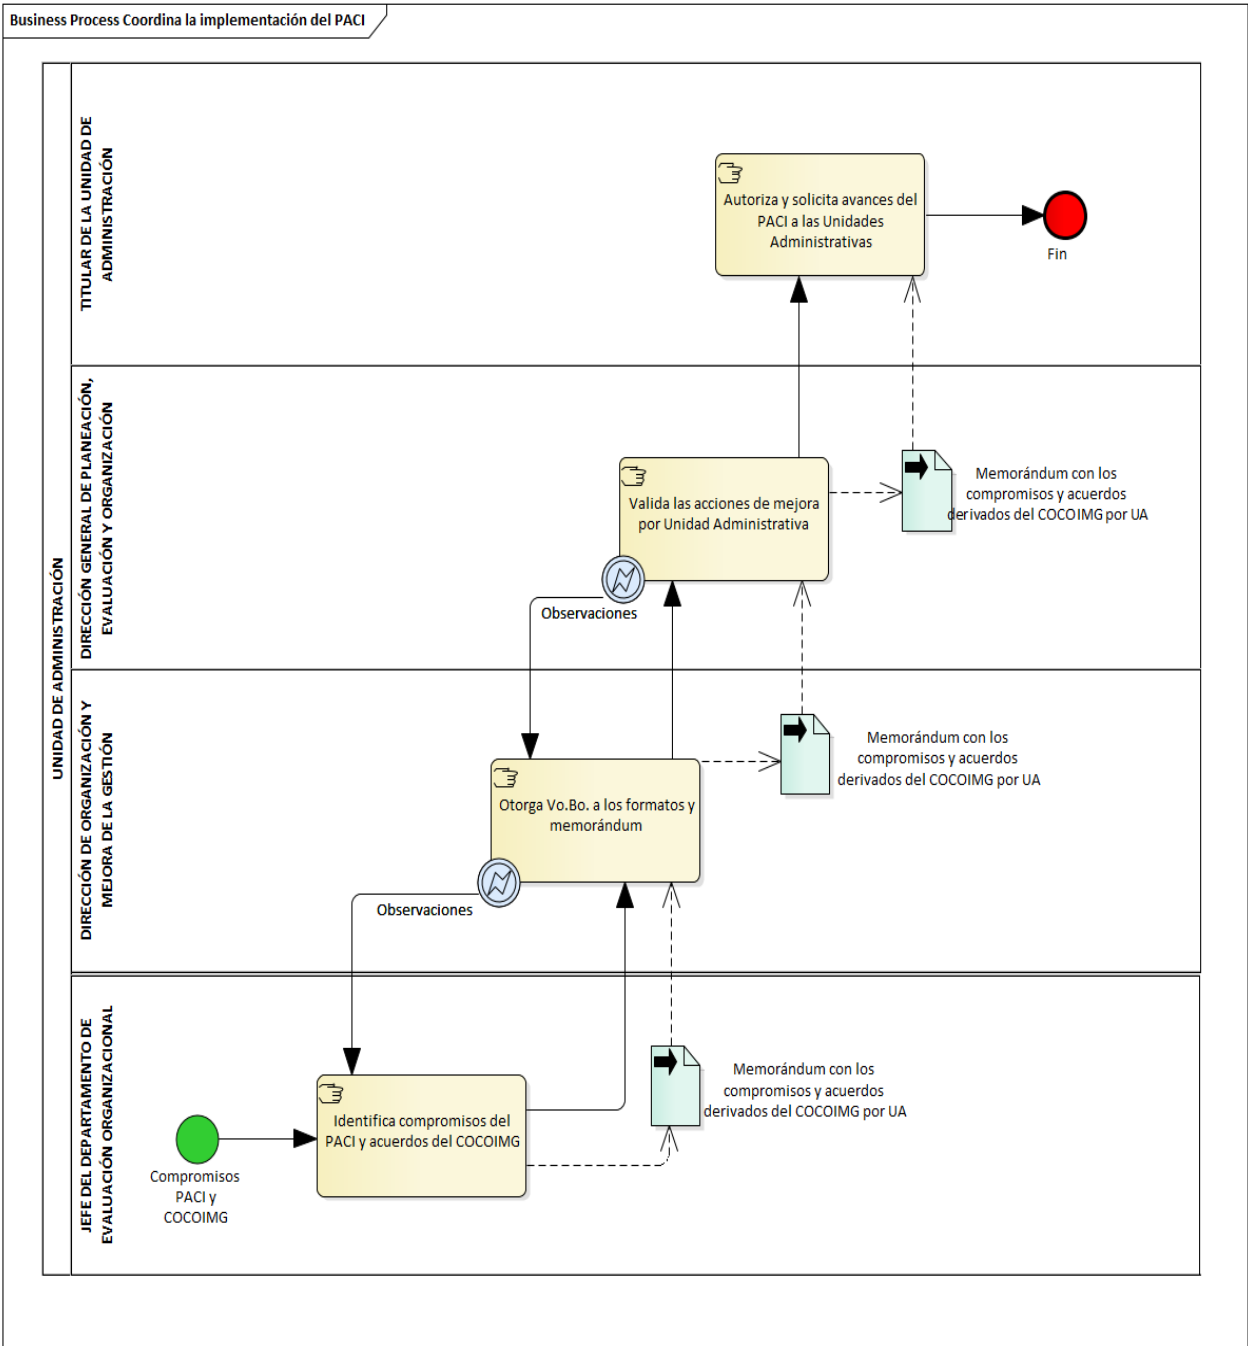 Business Process Coordina la implementación del PACI
UNIDAD DE ADMINISTRACIÓN
TITULAR DE LA UNIDAD DE
ADMINISTRACIÓN
Autoriza y solicita avances del
PACI a las Unidades
Administrativas
Fin
DIRECCIÓN GENERAL DE PLANEACIÓN,
EVALUACIÓN Y ORGANIZACIÓN
Valida las acciones de mejora
por Unidad Administrativa
Memorándum con los
compromisos y acuerdos
derivados del COCOIMG por UA
Observaciones
DIRECCIÓN DE ORGANIZACIÓN Y
MEJORA DE LA GESTIÓN
Otorga Vo.Bo. a los formatos y
memorándum
Memorándum con los
compromisos y acuerdos
derivados del COCOIMG por UA
Observaciones
JEFE DEL DEPARTAMENTO DE
EVALUACIÓN ORGANIZACIONAL
Compromisos
PACI y
COCOIMG
Identifica compromisos del
PACI y acuerdos del COCOIMG
Memorándum con los
compromisos y acuerdos
derivados del COCOIMG por UA